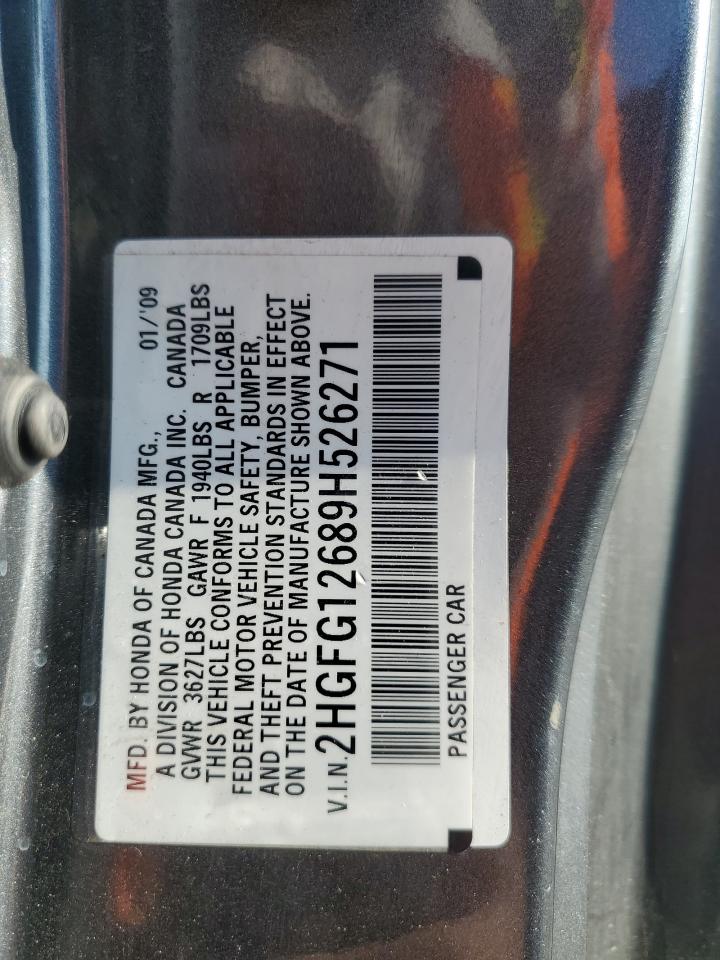 MFD. BY HONDA OF CANADA MFG., 01/'09
A DIVISION OF HONDA CANADA INC. CANADA
GVWR 3627LBS GAWR F 1940LBS R 1709LBS
THIS VEHICLE CONFORMS TO ALL APPLICABLE
FEDERAL MOTOR VEHICLE SAFETY, BUMPER,
AND THEFT PREVENTION STANDARDS IN EFFECT
ON THE DATE OF MANUFACTURE SHOWN ABOVE.
V.I.N. 2HGFG12689H526271
PASSENGER CAR